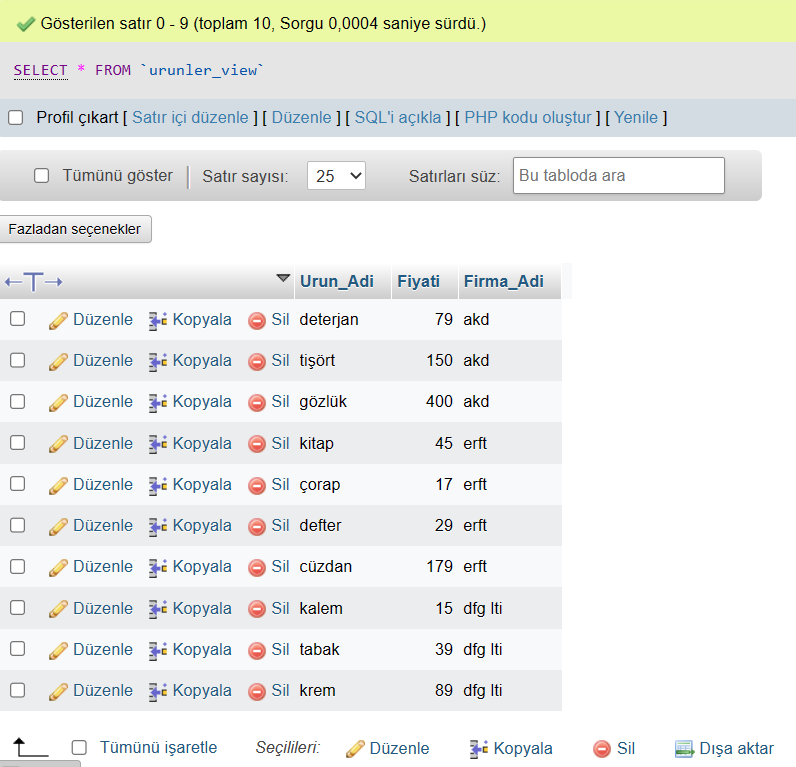 Gösterilen satır 0 - 9 (toplam 10, Sorgu 0,0004 saniye sürdü.)
SELECT * FROM `urunler_view`
Profil çıkart [ Satır içi düzenle ] [ Düzenle ] [ SQL'i açıkla ] [ PHP kodu oluştur ] [ Yenile ]
Tümünü göster Satır sayısı: 25 Satırları süz: Bu tabloda ara
Fazladan seçenekler
←T→ Urun_Adi Fiyati Firma_Adi
Düzenle Kopyala Sil deterjan 79 akd
Düzenle Kopyala Sil tişört 150 akd
Düzenle Kopyala Sil gözlük 400 akd
Düzenle Kopyala Sil kitap 45 erft
Düzenle Kopyala Sil çorap 17 erft
Düzenle Kopyala Sil defter 29 erft
Düzenle Kopyala Sil cüzdan 179 erft
Düzenle Kopyala Sil kalem 15 dfg lti
Düzenle Kopyala Sil tabak 39 dfg lti
Düzenle Kopyala Sil krem 89 dfg lti
Tümünü işaretle Seçilileri: Düzenle Kopyala Sil Dışa aktar